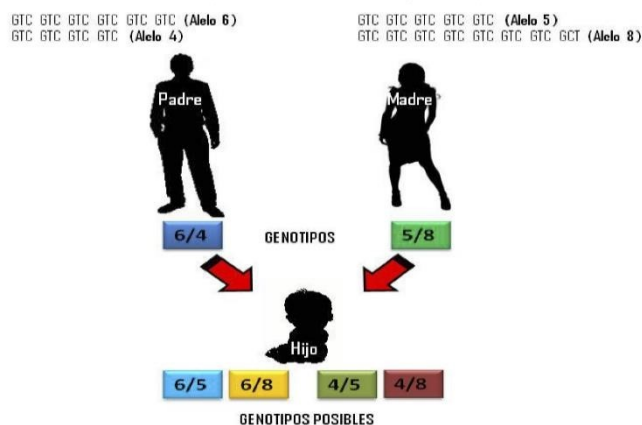 GTC GTC GTC GTC GTC GTC (Alelo 6)
GTC GTC GTC GTC (Alelo 4)
GTC GTC GTC GTC GTC (Alelo 5)
GTC GTC GTC GTC GTC GTC GTC GCT (Alelo 8)
Padre
Madre
6/4
GENOTIPOS
5/8
Hijo
6/5
6/8
4/5
4/8
GENOTIPOS POSIBLES